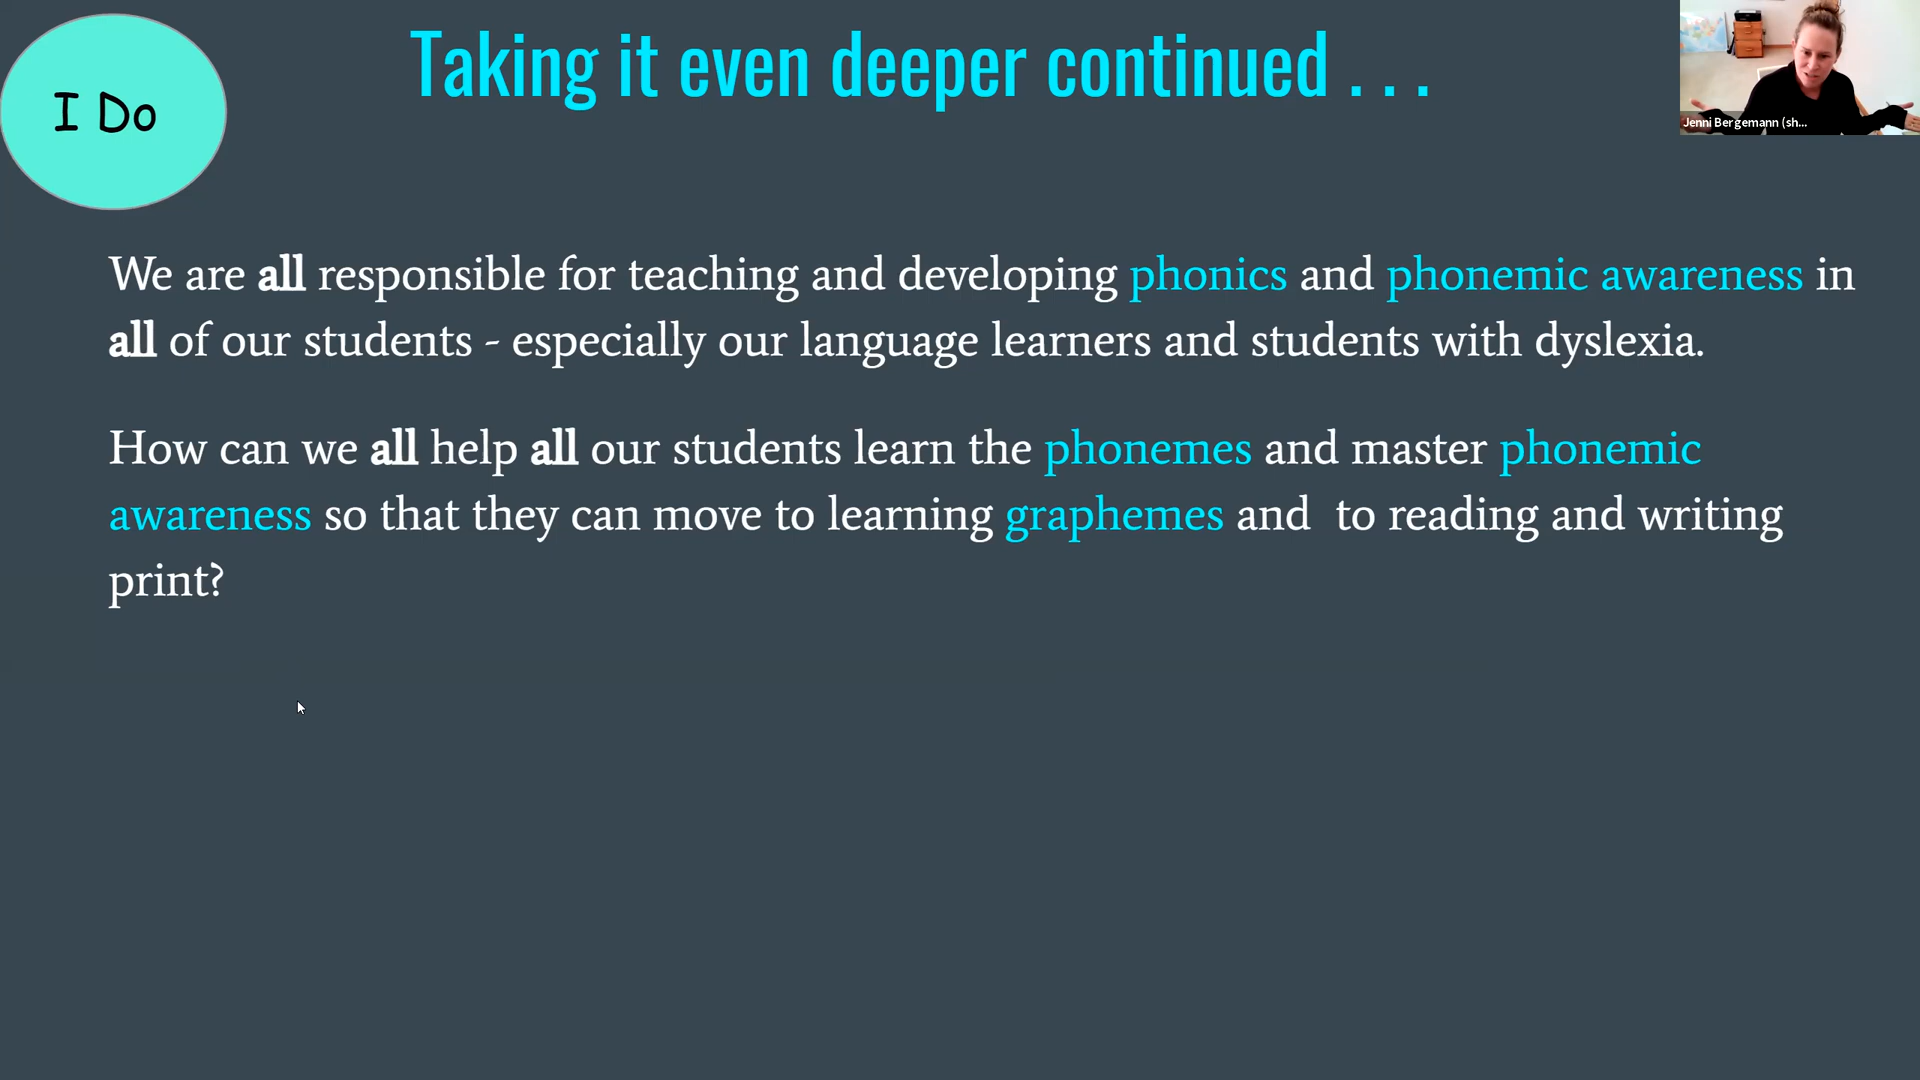 I Do
Taking it even deeper continued . . .
Jenni Bergemann (sh...
We are all responsible for teaching and developing phonics and phonemic awareness in
all of our students - especially our language learners and students with dyslexia.
How can we all help all our students learn the phonemes and master phonemic
awareness so that they can move to learning graphemes and  to reading and writing
print?